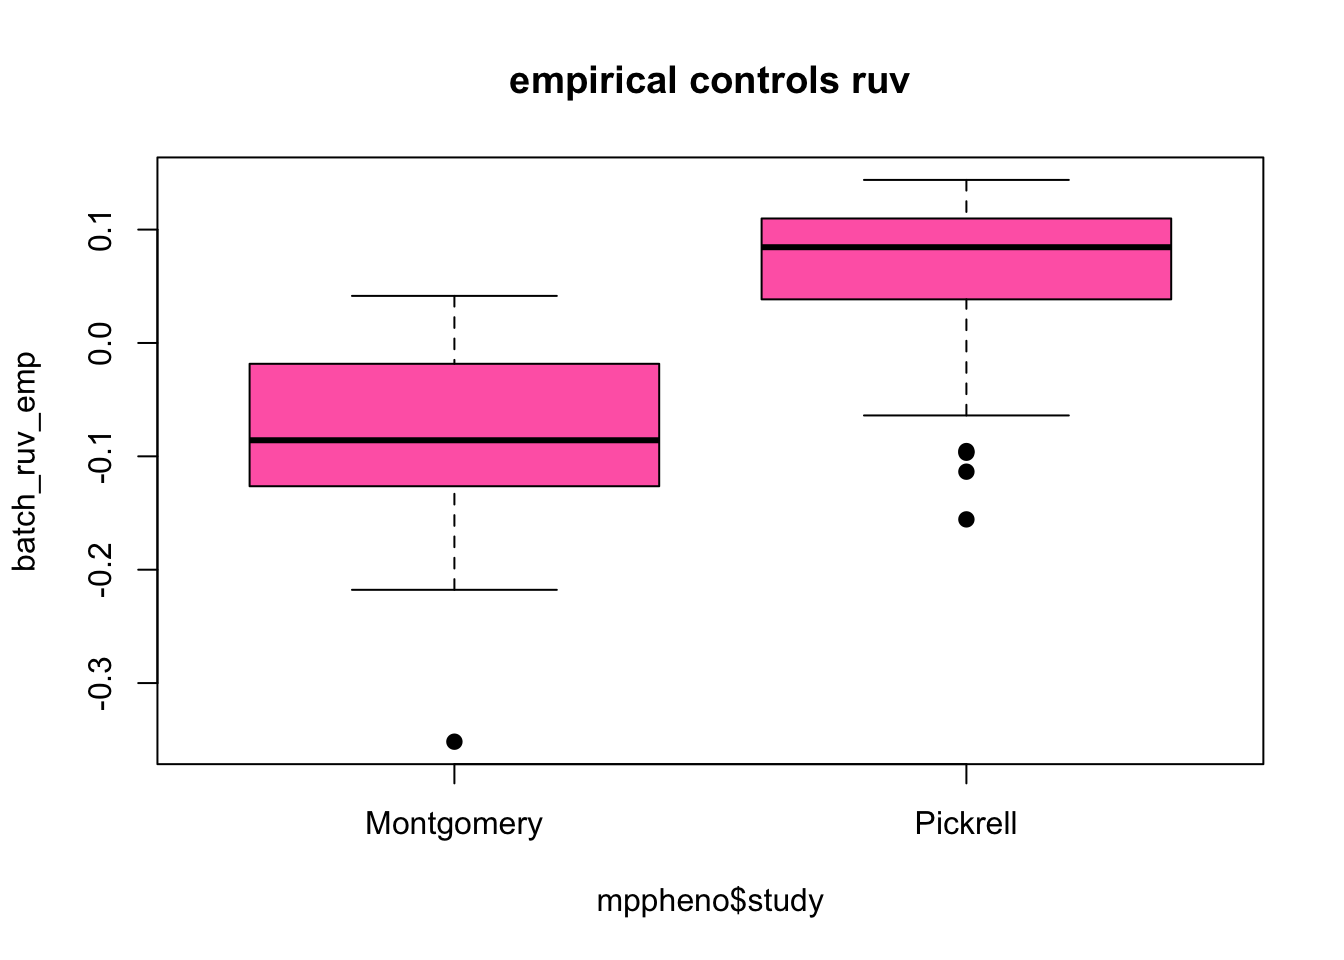 empirical controls ruv
batch_ruv_emp
0.1
0.0
-0.1
-0.2
-0.3
Montgomery
Pickrell
mppheno$study